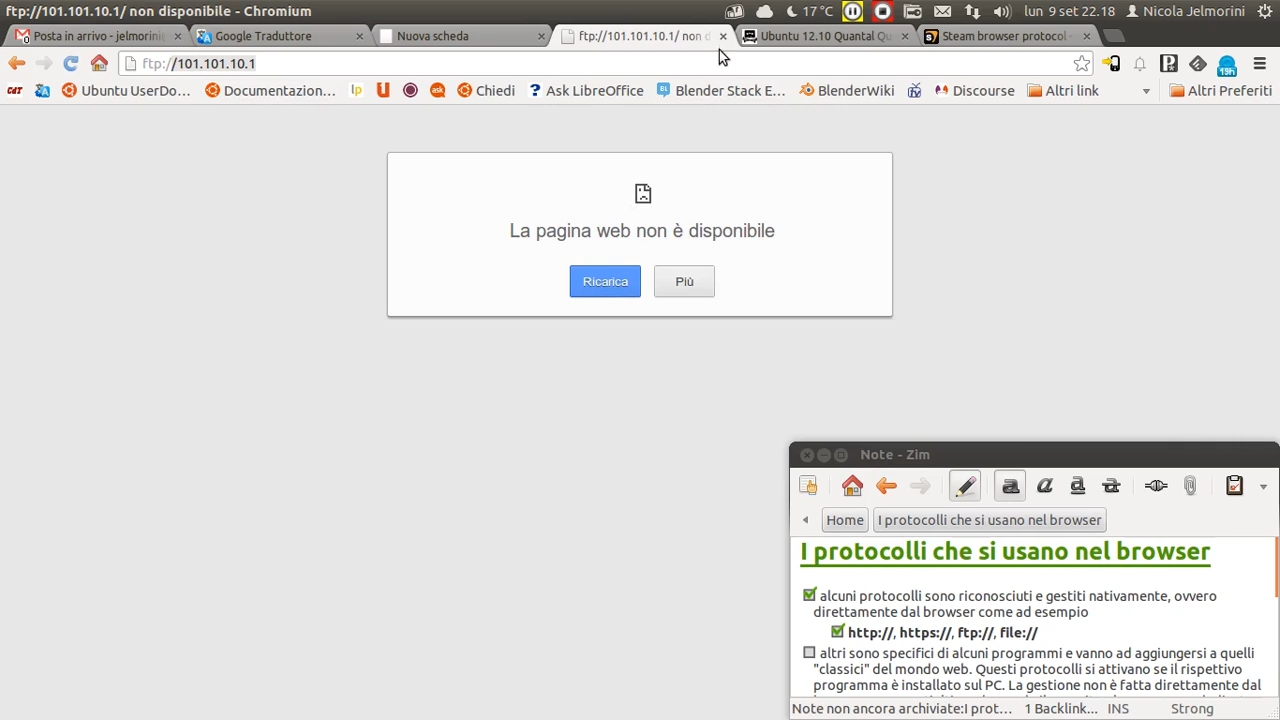 ftp://101.101.10.1/ non disponibile - Chromium
17 °C
lun 9 set 22.18
Nicola Jelmorini
Posta in arrivo - jelmorini
Google Traduttore
Nuova scheda
ftp://101.101.10.1/ non d
Ubuntu 12.10 Quantal Qu
Steam browser protocol -
ftp://101.101.10.1
19h
CAT
Ubuntu UserDo...
Documentazion...
lp
U
ask
Chiedi
? Ask LibreOffice
Blender Stack E...
BlenderWiki
Discourse
Altri link
Altri Preferiti
La pagina web non è disponibile
Ricarica
Più
Note - Zim
a a a a
Home
I protocolli che si usano nel browser
I protocolli che si usano nel browser
alcuni protocolli sono riconosciuti e gestiti nativamente, ovvero
direttamente dal browser come ad esempio
http://, https://, ftp://, file://
altri sono specifici di alcuni programmi e vanno ad aggiungersi a quelli
"classici" del mondo web. Questi protocolli si attivano se il rispettivo
programma è installato sul PC. La gestione non è fatta direttamente dal
Note non ancora archiviate:I prot...
1 Backlink...
INS
Strong